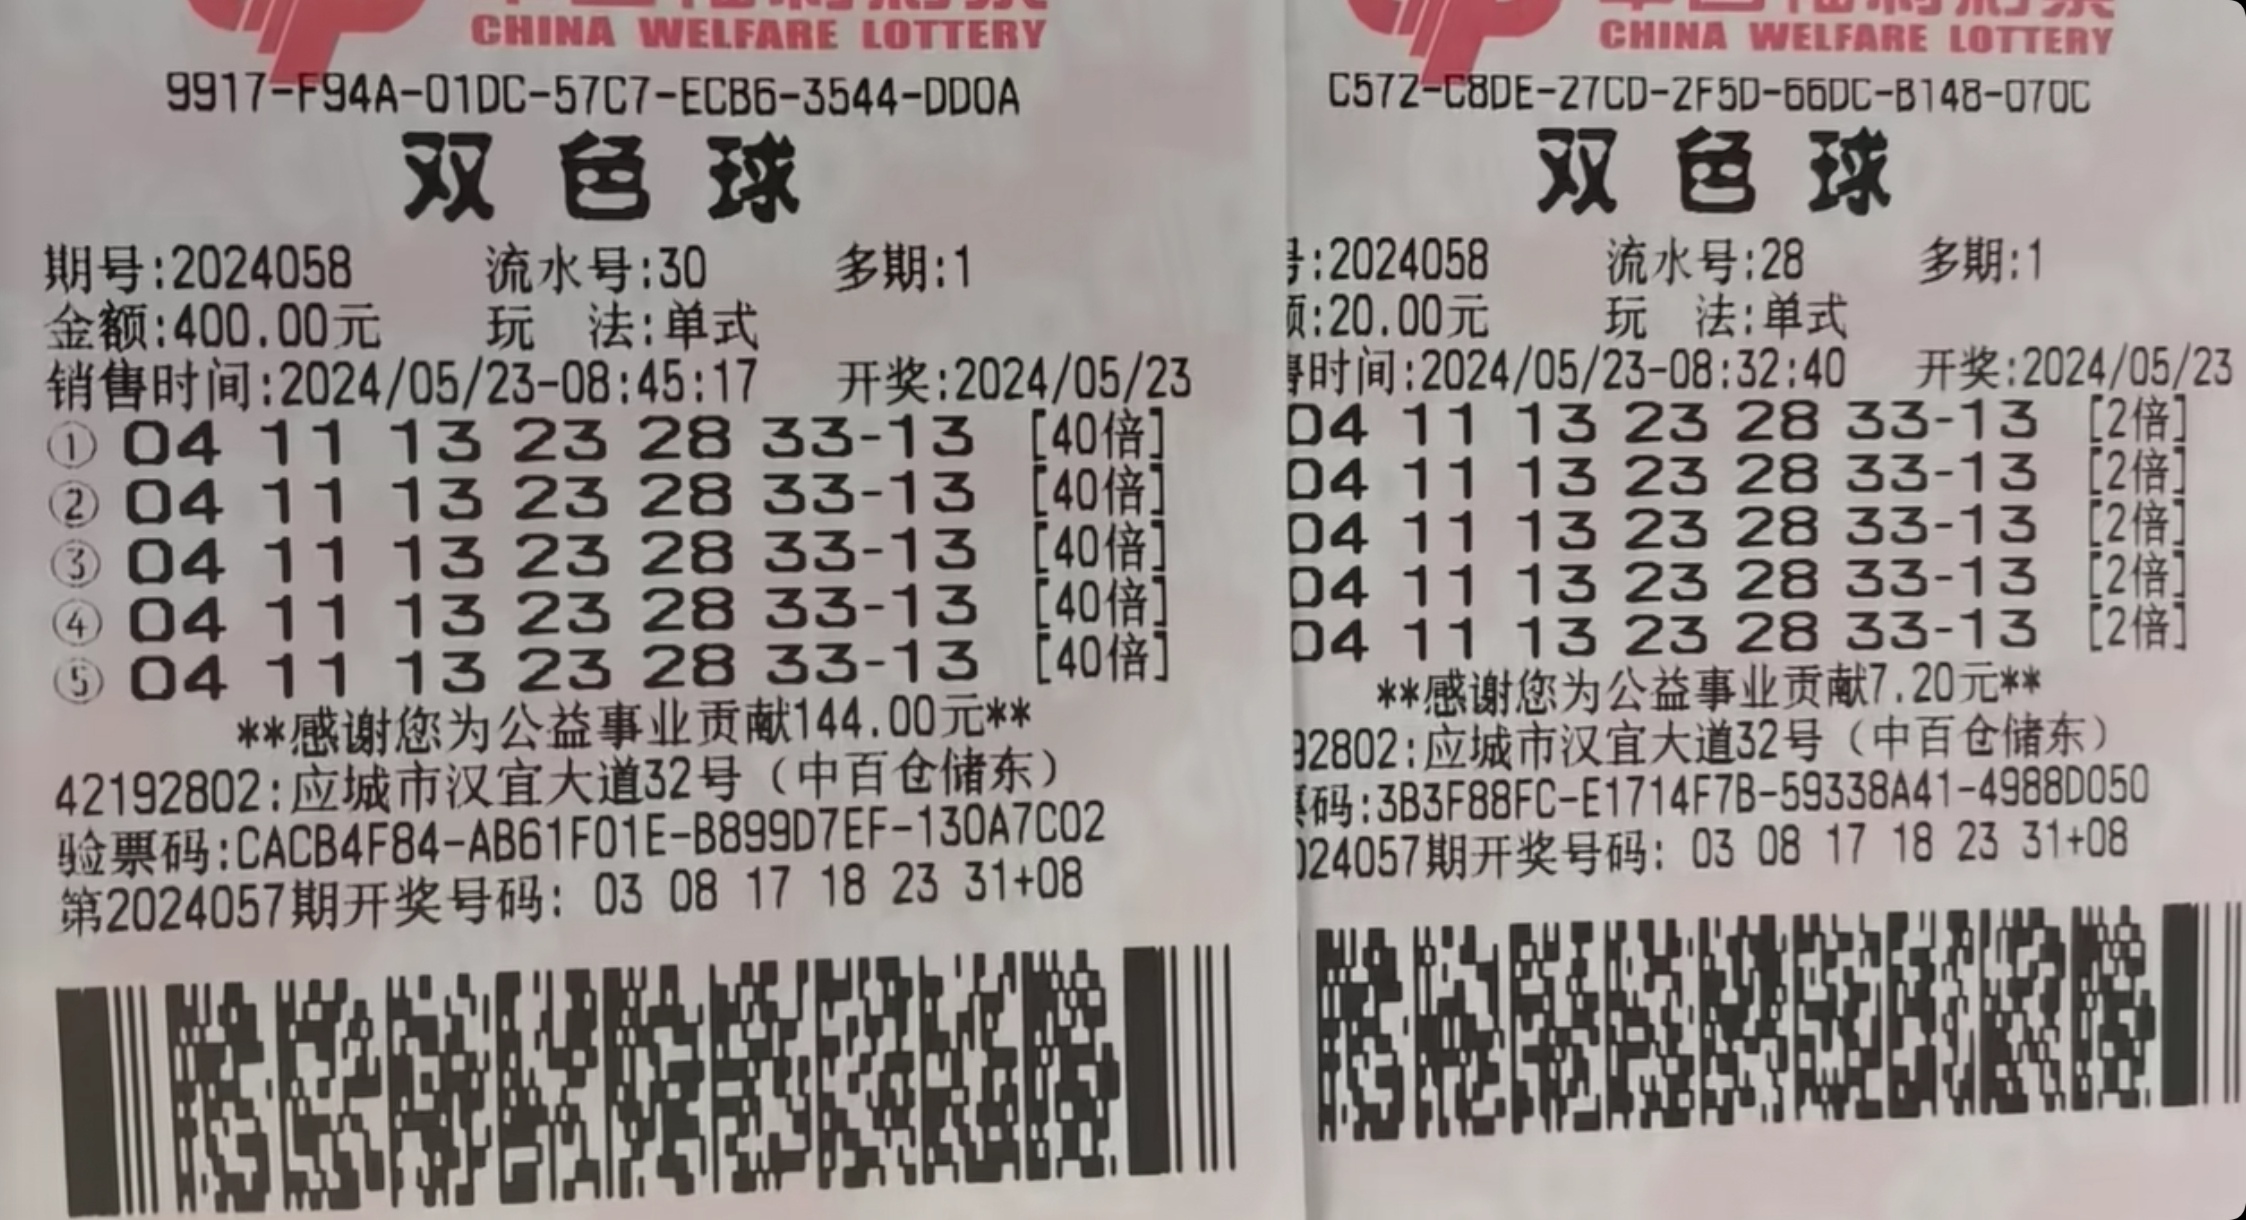 CHINA WELFARE LOTTERY
9917-F94A-01DC-57C7-ECB6-3544-DD0A
双色球
期号:2024058 流水号:30 多期:1
金额:400.00元 玩 法:单式
销售时间:2024/05/23-08:45:17 开奖:2024/05/23
① 04 11 13 23 28 33-13 [40倍]
② 04 11 13 23 28 33-13 [40倍]
③ 04 11 13 23 28 33-13 [40倍]
④ 04 11 13 23 28 33-13 [40倍]
⑤ 04 11 13 23 28 33-13 [40倍]
**感谢您为公益事业贡献144.00元**
42192802:应城市汉宜大道32号（中百仓储东）
验票码:CACB4F84-AB61F01E-B899D7EF-130A7C02
第2024057期开奖号码: 03 08 17 18 23 31+08
CHINA WELFARE LOTTERY
C572-C8DE-27CD-2F5D-66DC-B148-070C
双色球
号:2024058 流水号:28 多期:1
额:20.00元 玩 法:单式
售时间:2024/05/23-08:32:40 开奖:2024/05/23
04 11 13 23 28 33-13 [2倍]
04 11 13 23 28 33-13 [2倍]
04 11 13 23 28 33-13 [2倍]
04 11 13 23 28 33-13 [2倍]
04 11 13 23 28 33-13 [2倍]
**感谢您为公益事业贡献7.20元**
92802:应城市汉宜大道32号（中百仓储东）
票码:3B3F88FC-E1714F7B-59338A41-4988D050
024057期开奖号码: 03 08 17 18 23 31+08